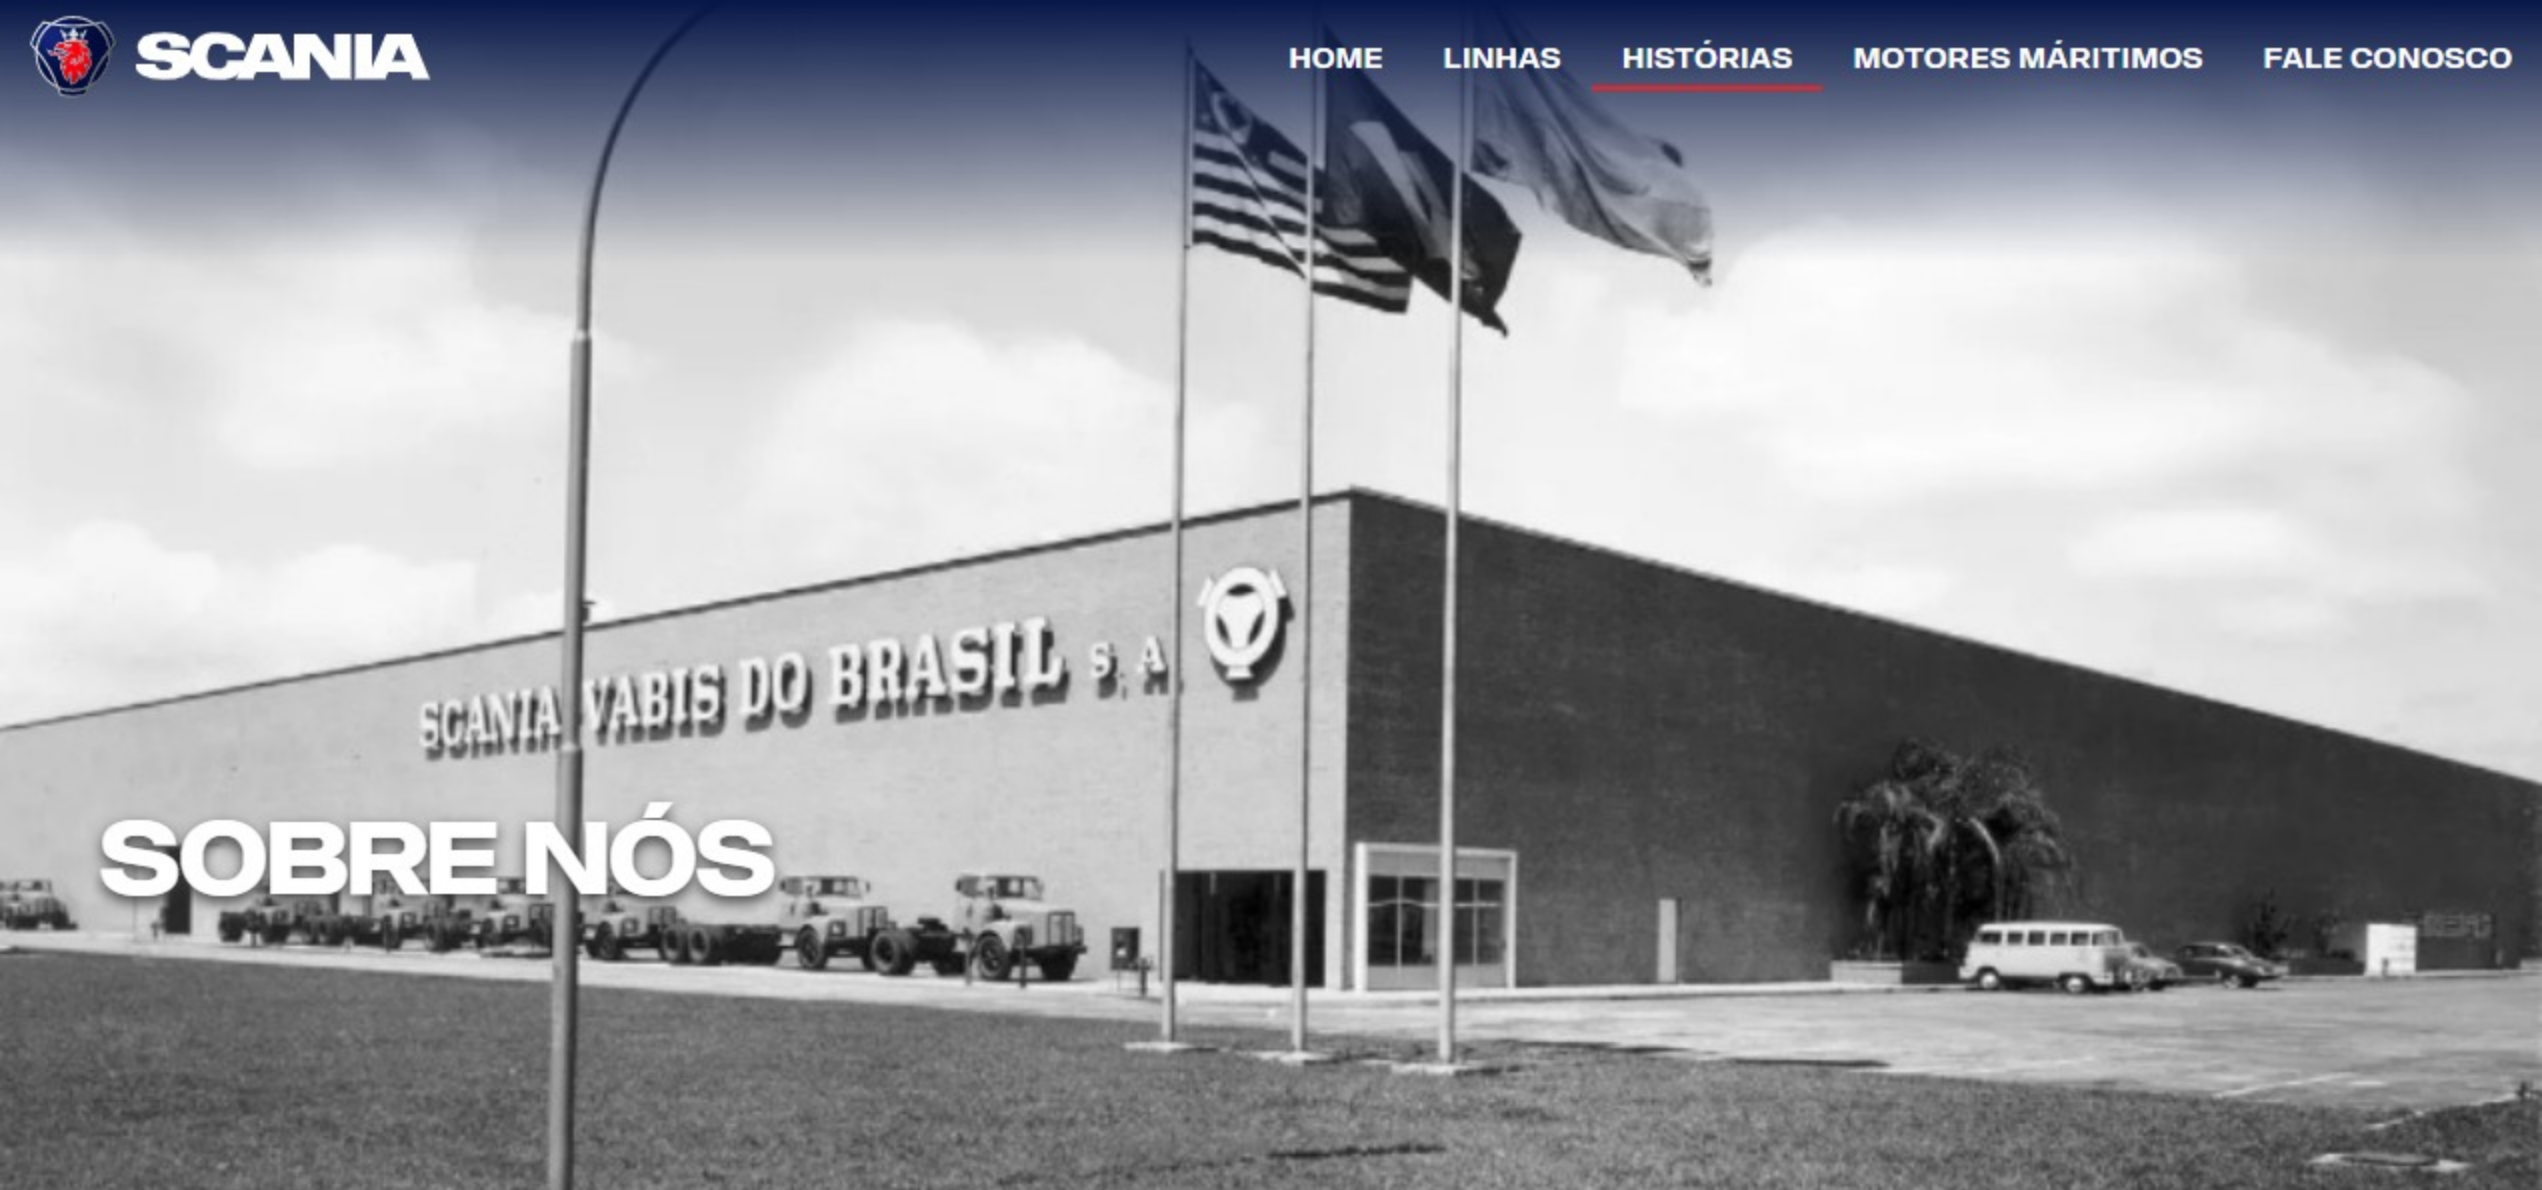 SCANIA
HOME LINHAS HISTÓRIAS MOTORES MÁRITIMOS FALE CONOSCO
SCANIA VABIS DO BRASIL S.A.
SOBRE NÓS